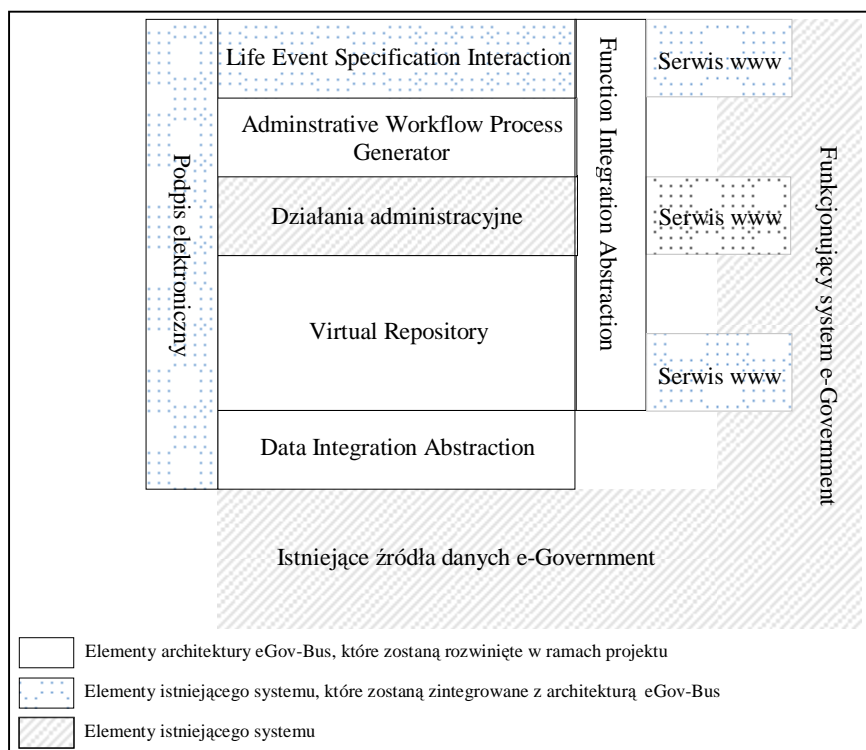 Life Event Specification Interaction
Adminstrative Workflow Process
Generator
Działania administracyjne
Virtual Repository
Data Integration Abstraction
Podpis elektroniczny
Function Integration Abstraction
Serwis www
Serwis www
Serwis www
Funkcjonujący system e-Government
Istniejące źródła danych e-Government
Elementy architektury eGov-Bus, które zostaną rozwinięte w ramach projektu
Elementy istniejącego systemu, które zostaną zintegrowane z architekturą eGov-Bus
Elementy istniejącego systemu